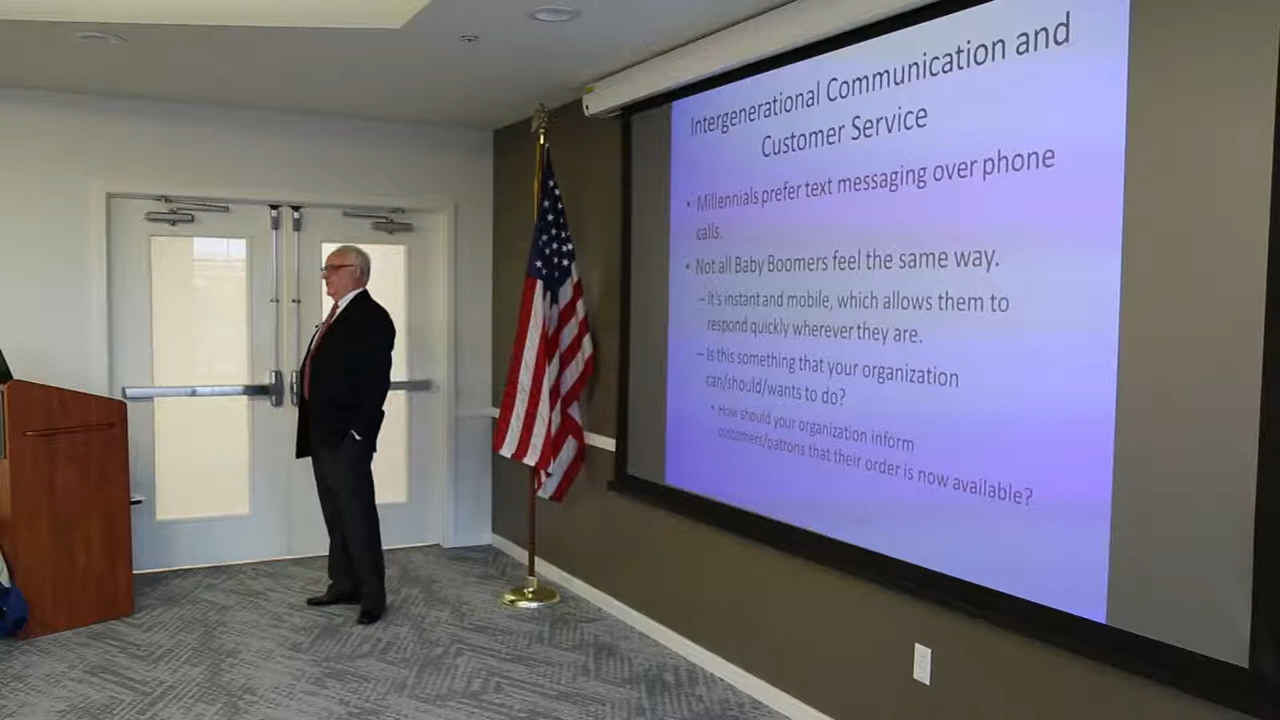 Intergenerational Communication and
Customer Service
• Millennials prefer text messaging over phone
calls.
• Not all Baby Boomers feel the same way.
– It's instant and mobile, which allows them to
respond quickly wherever they are.
– Is this something that your organization
can/should/wants to do?
• How should your organization inform
customers/patrons that their order is now available?